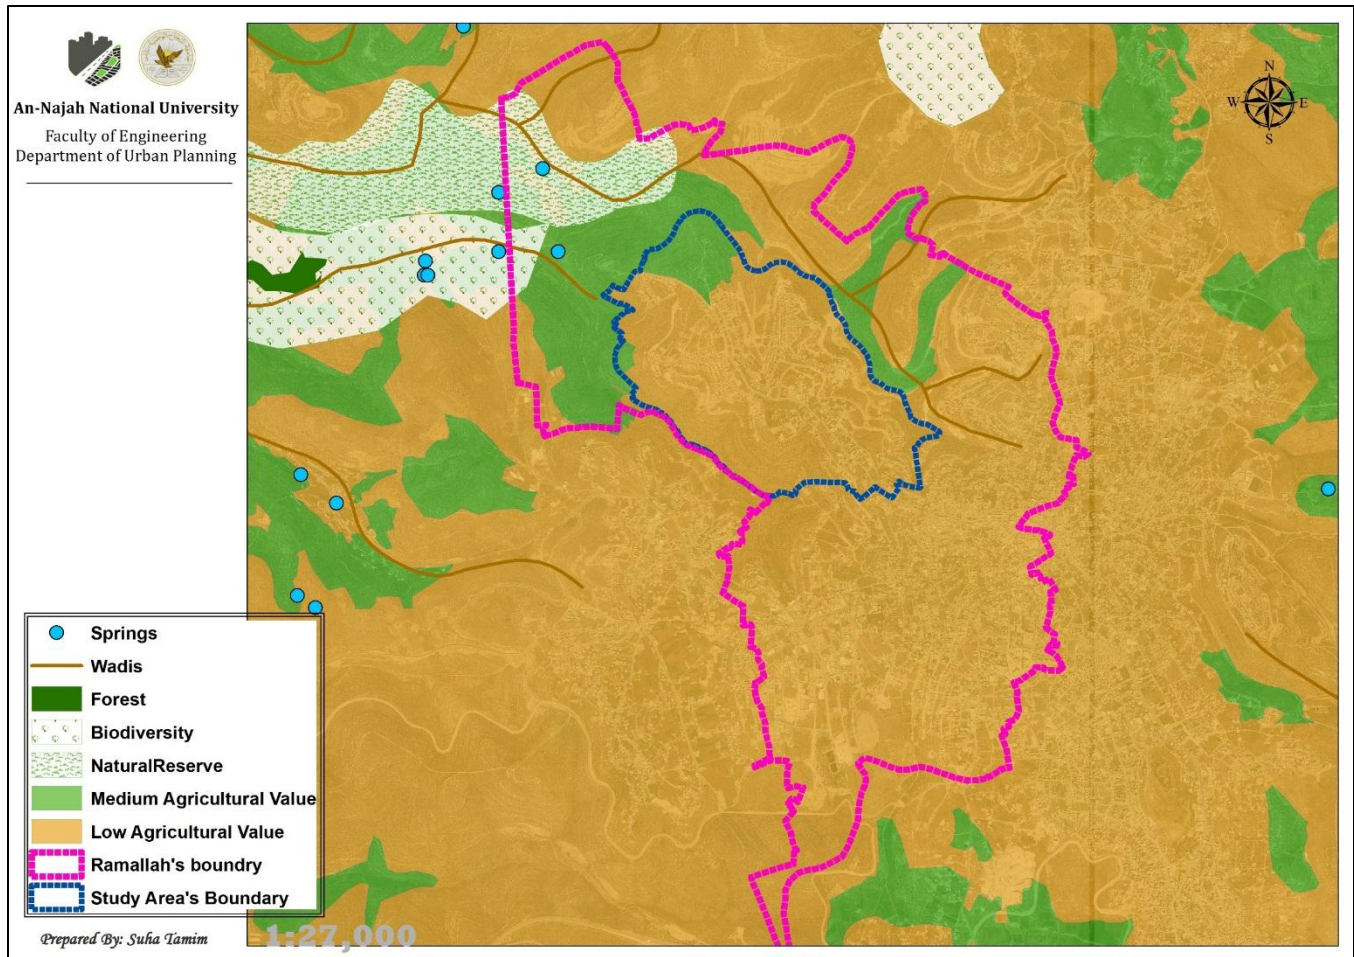 An-Najah National University
Faculty of Engineering
Department of Urban Planning
N
W E
S
Springs
Wadis
Forest
Biodiversity
NaturalReserve
Medium Agricultural Value
Low Agricultural Value
Ramallah's boundry
Study Area's Boundary
Prepared By: Suha Tamim
1:27,000